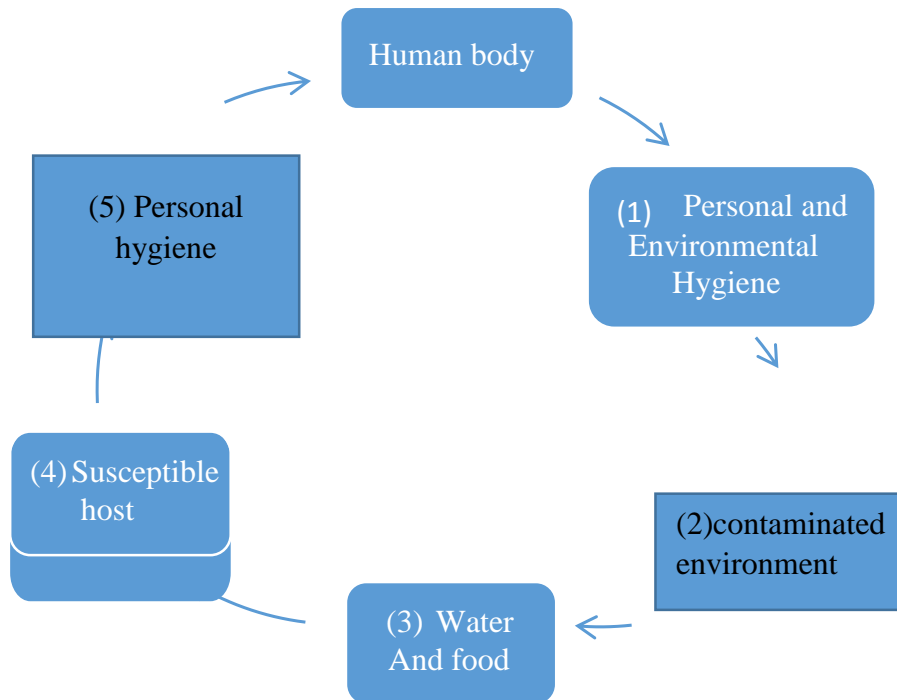 Human body
(1) Personal and
Environmental
Hygiene
(2)contaminated
environment
(3) Water
And food
(4) Susceptible
host
(5) Personal
hygiene